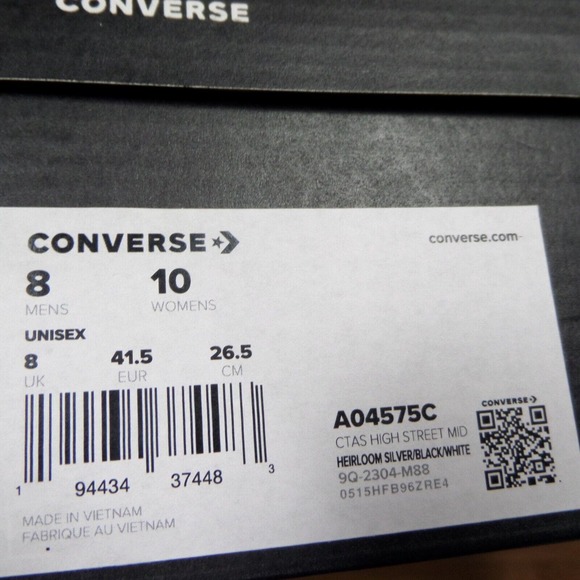 CONVERSE
CONVERSE
converse.com
8 10
MENS WOMENS
UNISEX
8 41.5 26.5
UK EUR CM
1 94434 37448 3
MADE IN VIETNAM
FABRIQUE AU VIETNAM
CONVERSE
A04575C
CTAS HIGH STREET MID
HEIRLOOM SILVER/BLACK/WHITE
9Q-2304-M88
0515HFB96ZRE4